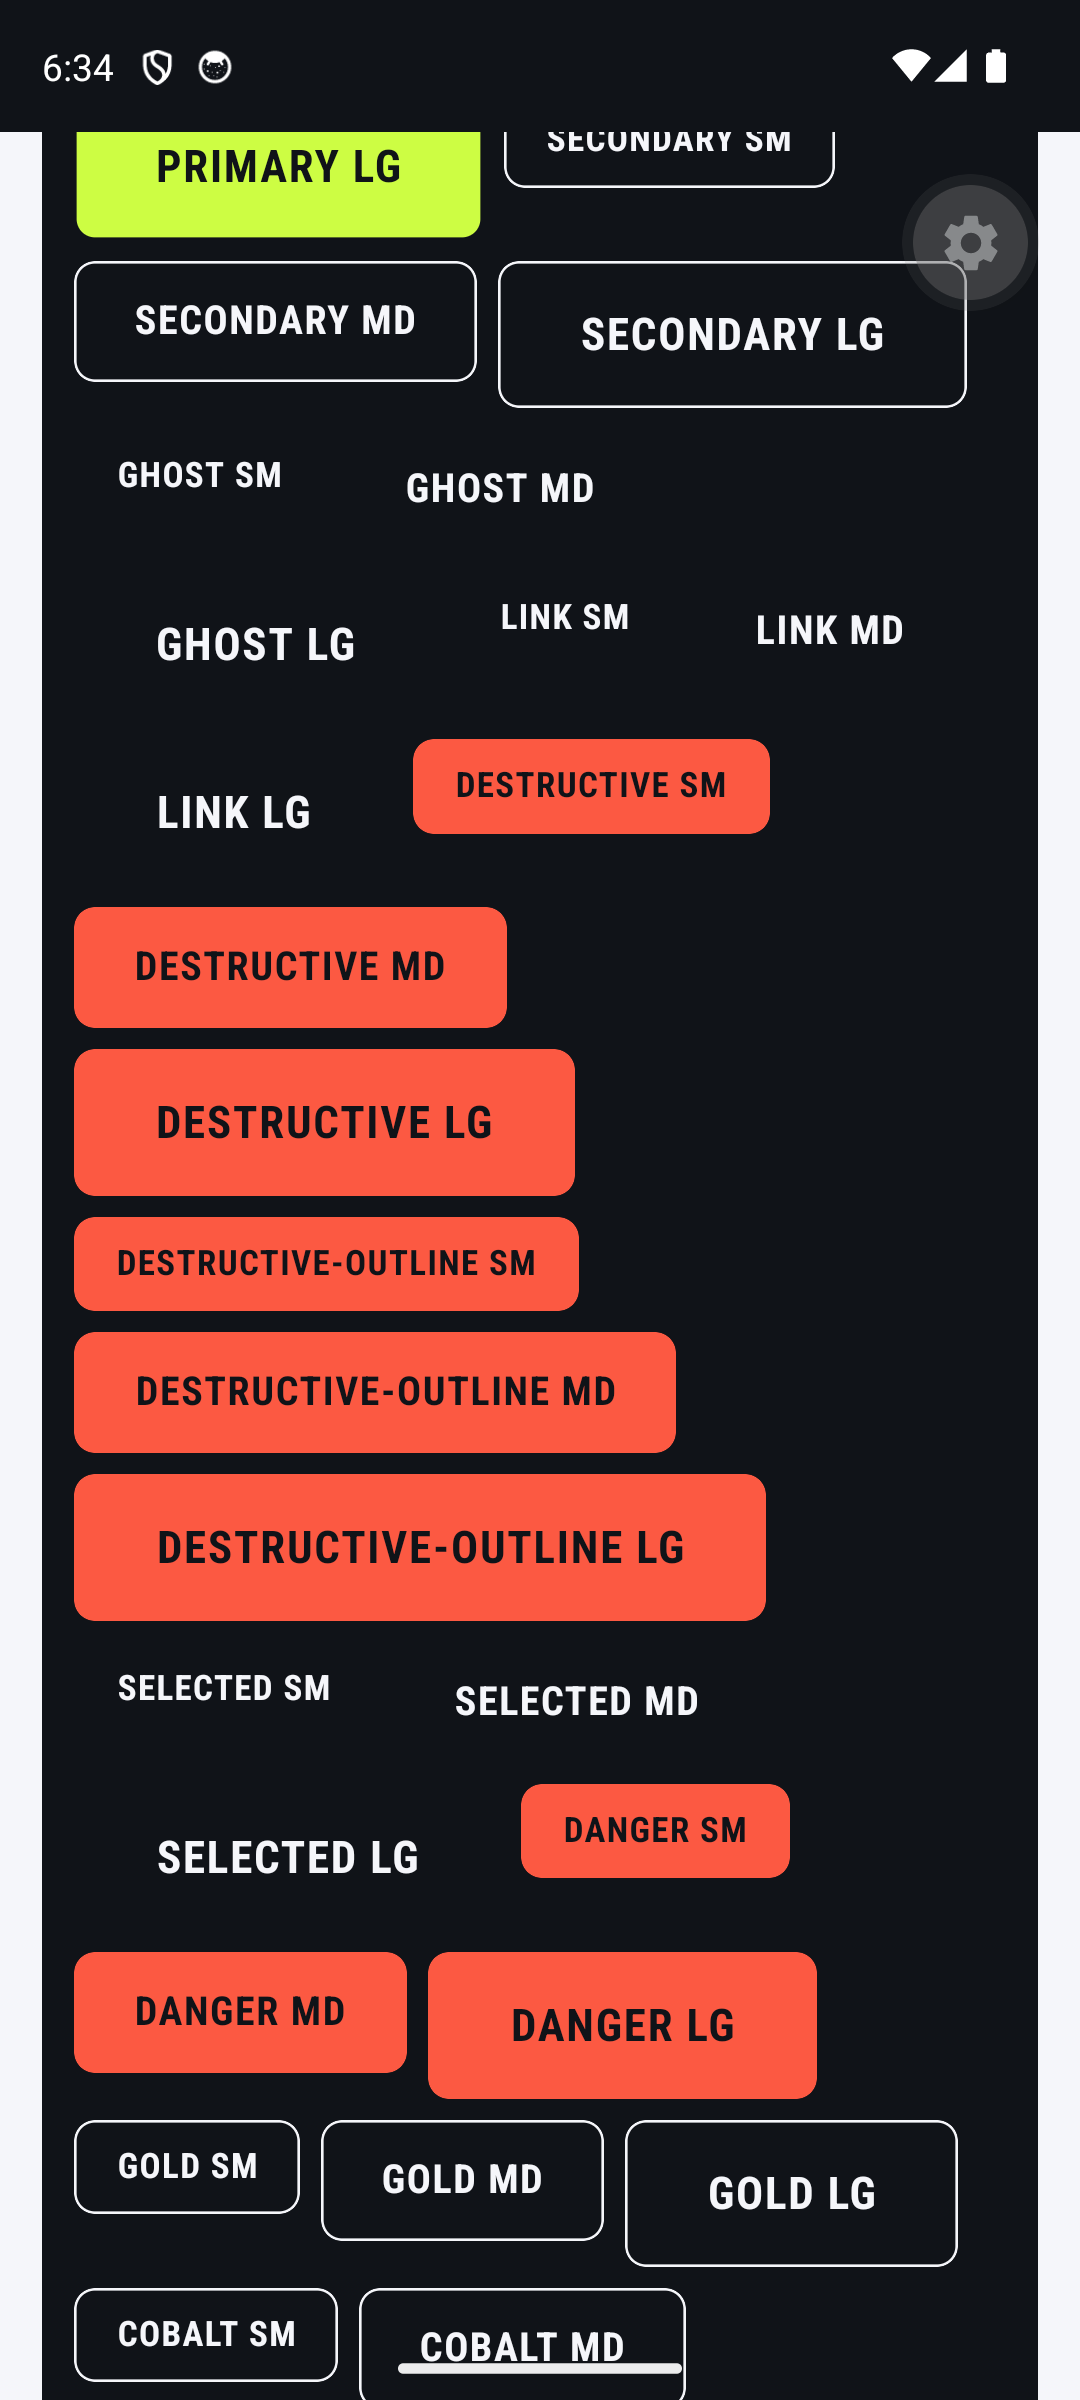 6:34
PRIMARY LG
SECONDARY SM
SECONDARY MD
SECONDARY LG
GHOST SM
GHOST MD
GHOST LG
LINK SM
LINK MD
LINK LG
DESTRUCTIVE SM
DESTRUCTIVE MD
DESTRUCTIVE LG
DESTRUCTIVE-OUTLINE SM
DESTRUCTIVE-OUTLINE MD
DESTRUCTIVE-OUTLINE LG
SELECTED SM
SELECTED MD
SELECTED LG
DANGER SM
DANGER MD
DANGER LG
GOLD SM
GOLD MD
GOLD LG
COBALT SM
COBALT MD